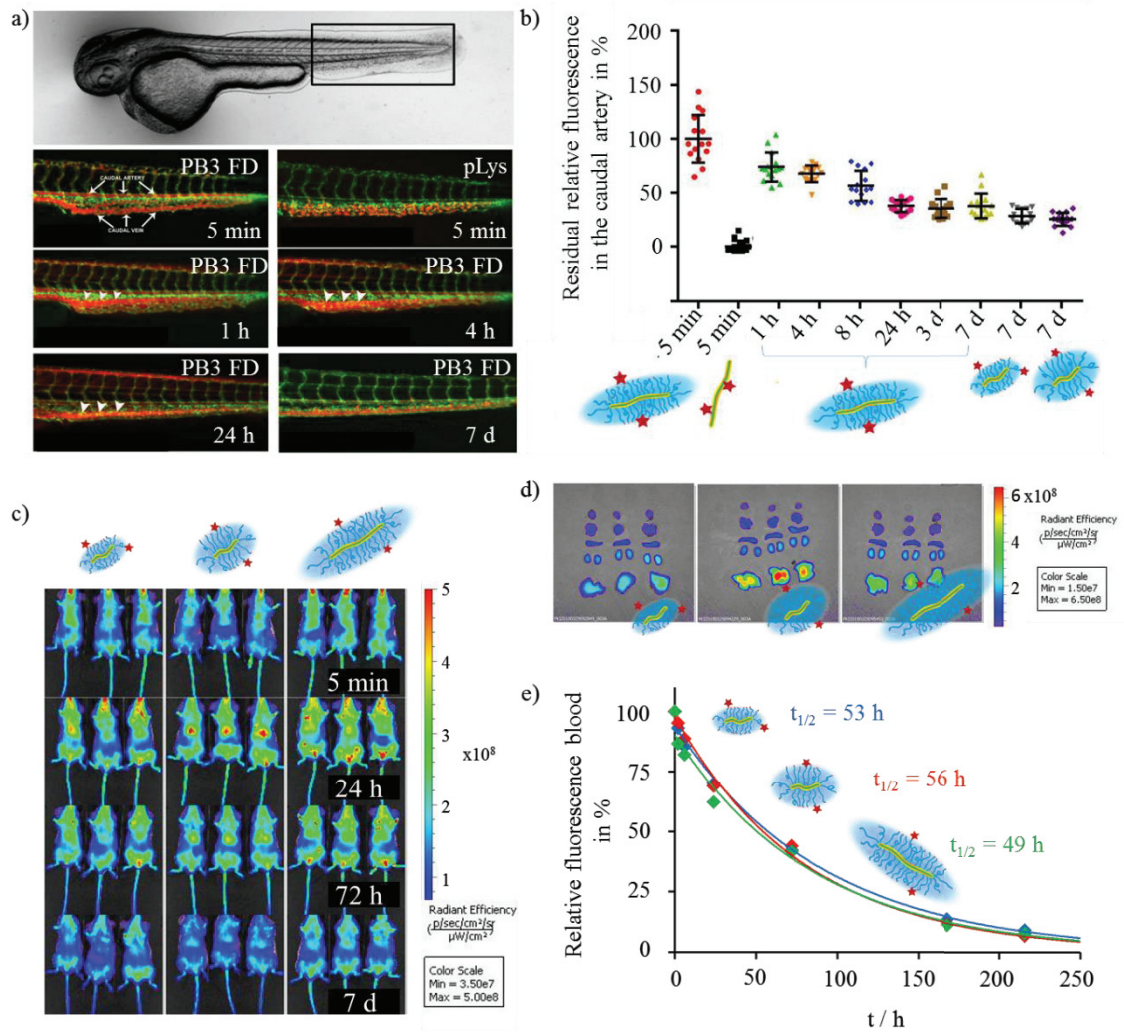 a)
PB3 FD
CAUDAL ARTERY
CAUDAL VEIN
5 min
pLys
5 min
PB3 FD
1 h
PB3 FD
4 h
PB3 FD
24 h
PB3 FD
7 d
b)
Residual relative fluorescence
in the caudal artery in %
200
150
100
50
0
5 min
5 min
1 h
4 h
8 h
24 h
3 d
7 d
7 d
7 d
c)
5 min
24 h
72 h
7 d
5
4
3
x10⁸
2
1
Radiant Efficiency
(p/sec/cm²/sr
µW/cm²)
Color Scale
Min = 3.50e7
Max = 5.00e8
d)
6 x10⁸
4
2
Radiant Efficiency
(p/sec/cm²/sr
µW/cm²)
Color Scale
Min = 1.50e7
Max = 6.50e8
e)
Relative fluorescence blood
in %
100
75
50
25
0
t₁/₂ = 53 h
t₁/₂ = 56 h
t₁/₂ = 49 h
0
50
100
150
200
250
t / h